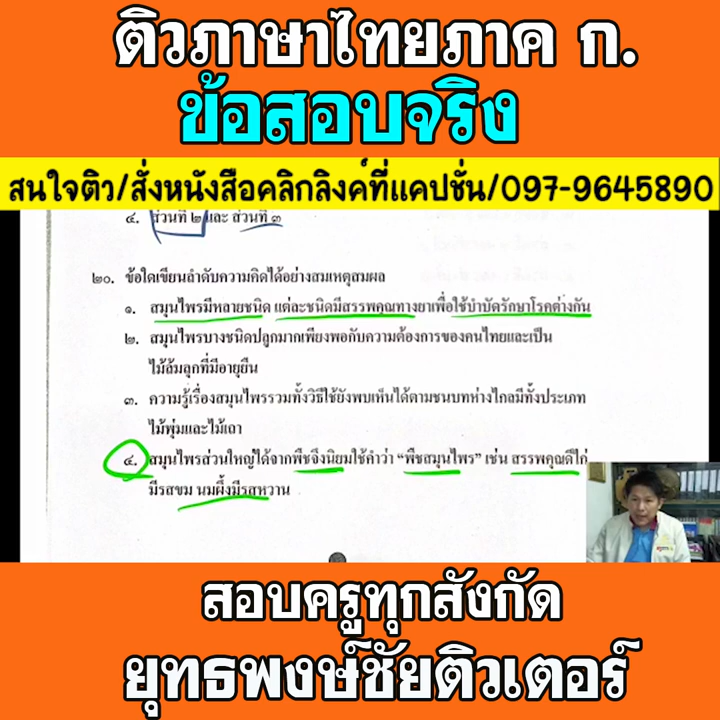 ติวภาษาไทยภาค ก.
ข้อสอบจริง
สนใจติว/สั่งหนังสือคลิกลิงค์ที่แคปชั่น/097-9645890
๔. ส่วนที่ ๒ และ ส่วนที่ ๓
๒๐. ข้อใดเขียนลำดับความคิดได้อย่างสมเหตุสมผล
๑. สมุนไพรมีหลายชนิด แต่ละชนิดมีสรรพคุณทางยาเพื่อใช้บำบัดรักษาโรคต่างกัน
๒. สมุนไพรบางชนิดปลูกมากเพียงพอกับความต้องการของคนไทยและเป็น
ไม้ล้มลุกที่มีอายุยืน
๓. ความรู้เรื่องสมุนไพรรวมทั้งวิธีใช้ยังพบเห็นได้ตามชนบทห่างไกลมีทั้งประเภท
ไม้พุ่มและไม้เถา
๔. สมุนไพรส่วนใหญ่ได้จากพืชจึงนิยมใช้คำว่า “พืชสมุนไพร” เช่น สรรพคุณดีไก่
มีรสขม นมผึ้งมีรสหวาน
สอบครูทุกสังกัด
ยุทธพงษ์ชัยติวเตอร์